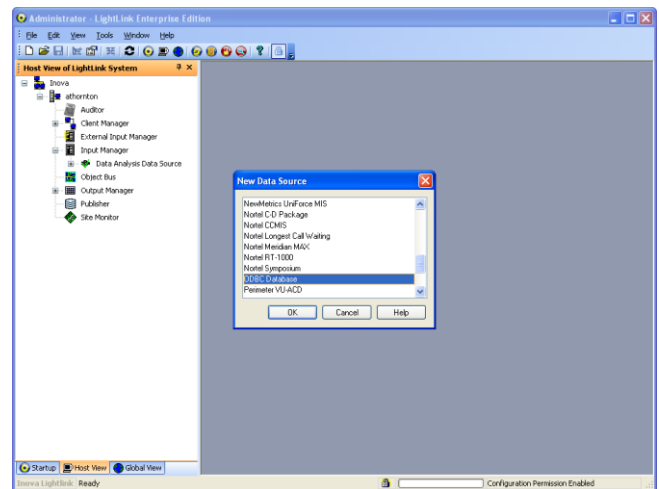 Administrator - LightLink Enterprise Edition
File Edit View Tools Window Help
Host View of LightLink System
Inova
athornton
Auditor
Client Manager
External Input Manager
Input Manager
Data Analysis Data Source
Object Bus
Output Manager
Publisher
Site Monitor
New Data Source
NewMetrics UniForce MIS
Nortel C-D Package
Nortel CCMIS
Nortel Longest Call Waiting
Nortel Meridian MAX
Nortel RT-1000
Nortel Symposium
ODBC Database
Perimeter VU-ACD
OK Cancel Help
Startup Host View Global View
Inova Lightlink Ready Configuration Permission Enabled